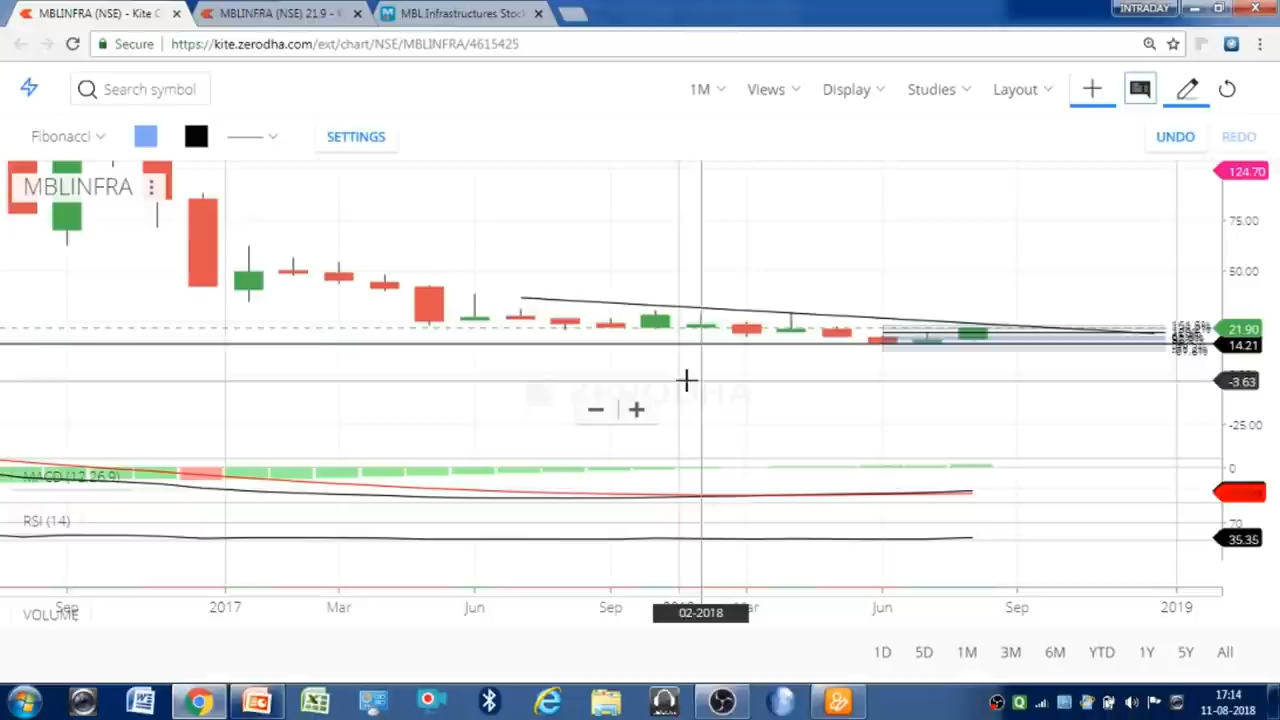 MBLINFRA (NSE) - Kite C
MBLINFRA (NSE) 21.9 - K
MBL Infrastructures Stoc
INTRADAY
Secure
https://kite.zerodha.com/ext/chart/NSE/MBLINFRA/4615425
Search symbol
1M
Views
Display
Studies
Layout
Fibonacci
SETTINGS
UNDO
REDO
MBLINFRA
124.70
75.00
50.00
21.90
14.21
-3.63
ZERODHA
-25.00
MACD (12,26,9)
0
RSI (14)
70
35.35
Sep
2017
Mar
Jun
Sep
02-2018
Jun
Sep
2019
VOLUME
1D
5D
1M
3M
6M
YTD
1Y
5Y
All
17:14
11-08-2018